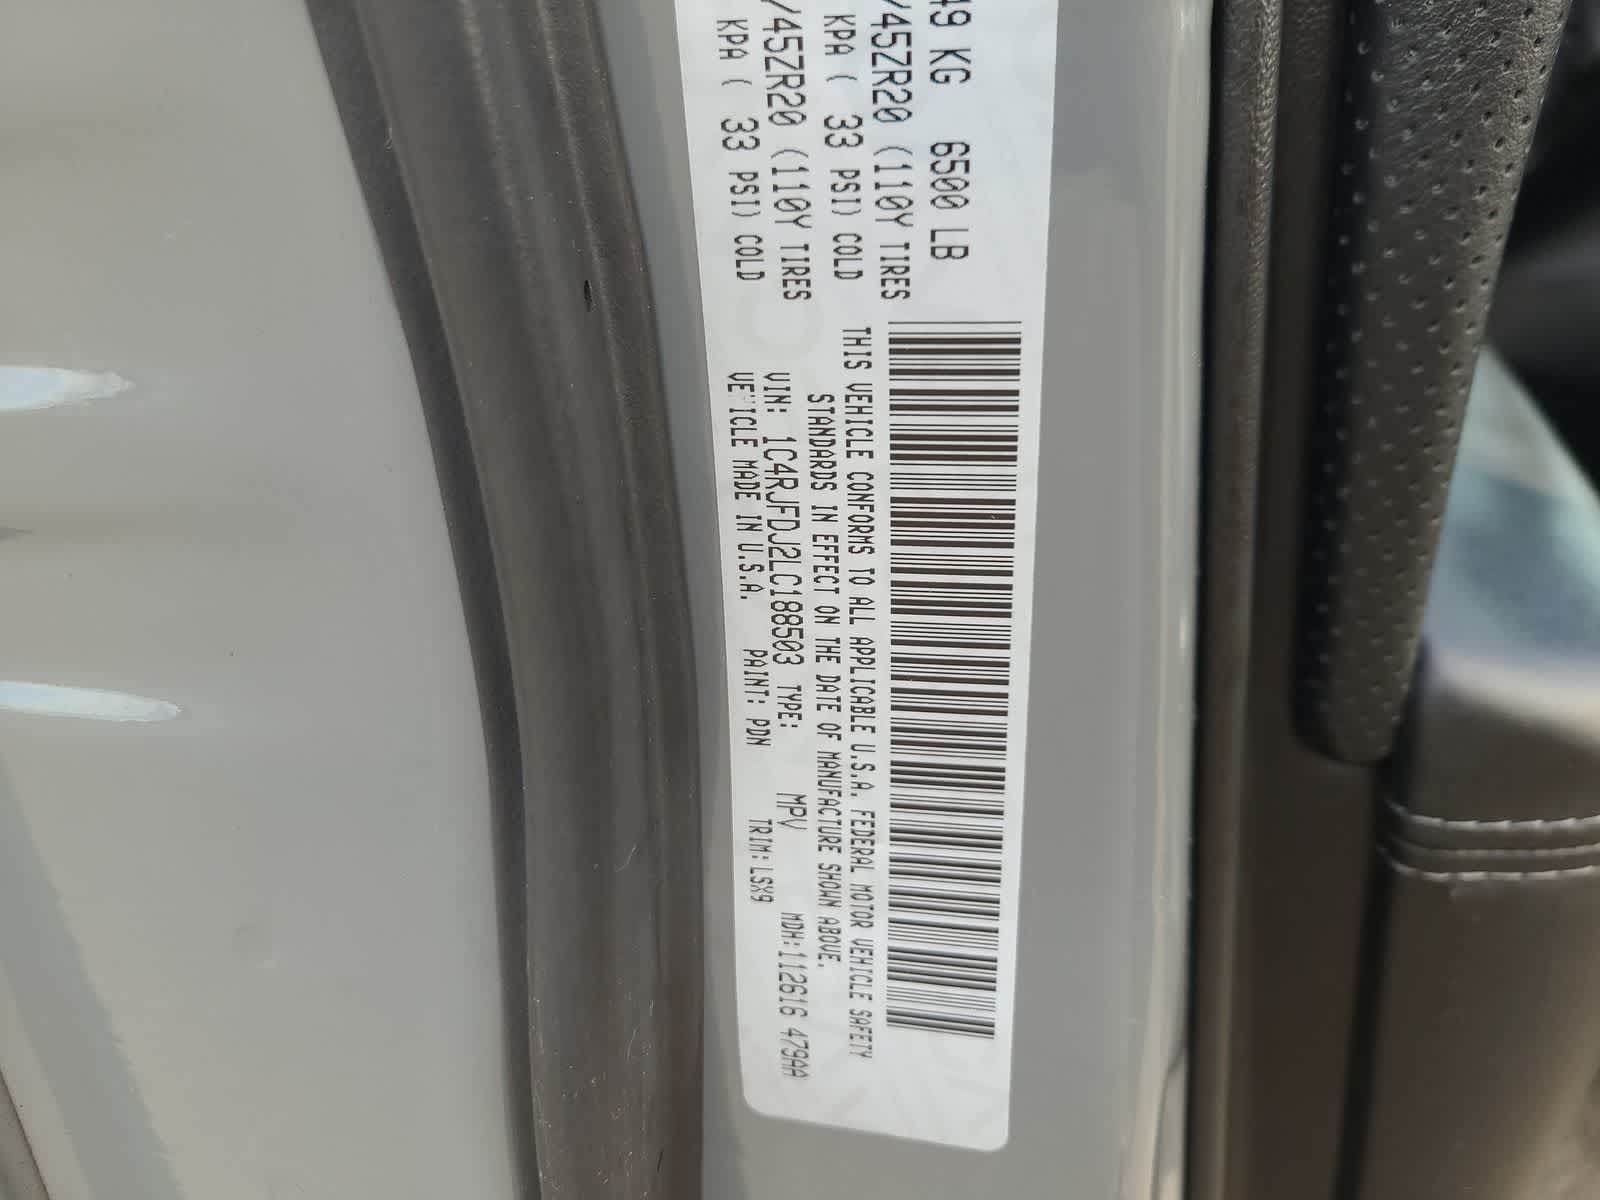 49 KG 6500 LB
/45ZR20 (110Y TIRES
KPA ( 33 PSI) COLD
/45ZR20 (110Y TIRES
KPA ( 33 PSI) COLD
THIS VEHICLE CONFORMS TO ALL APPLICABLE U.S.A. FEDERAL MOTOR VEHICLE SAFETY
STANDARDS IN EFFECT ON THE DATE OF MANUFACTURE SHOWN ABOVE.
VIN: 1C4RJFDJ2LC188503 TYPE: MPV MDH:112616 479AA
VEHICLE MADE IN U.S.A. PAINT: PDN TRIM: LSX9